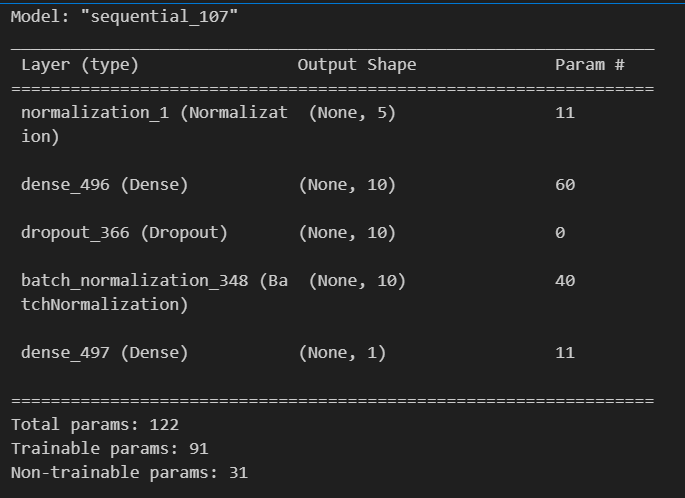 Model: "sequential_107"
_________________________________________________________________
Layer (type)                Output Shape              Param #
=================================================================
normalization_1 (Normalizat  (None, 5)                11
ion)
dense_496 (Dense)           (None, 10)                60
dropout_366 (Dropout)       (None, 10)                0
batch_normalization_348 (Ba  (None, 10)               40
tchNormalization)
dense_497 (Dense)           (None, 1)                 11
=================================================================
Total params: 122
Trainable params: 91
Non-trainable params: 31